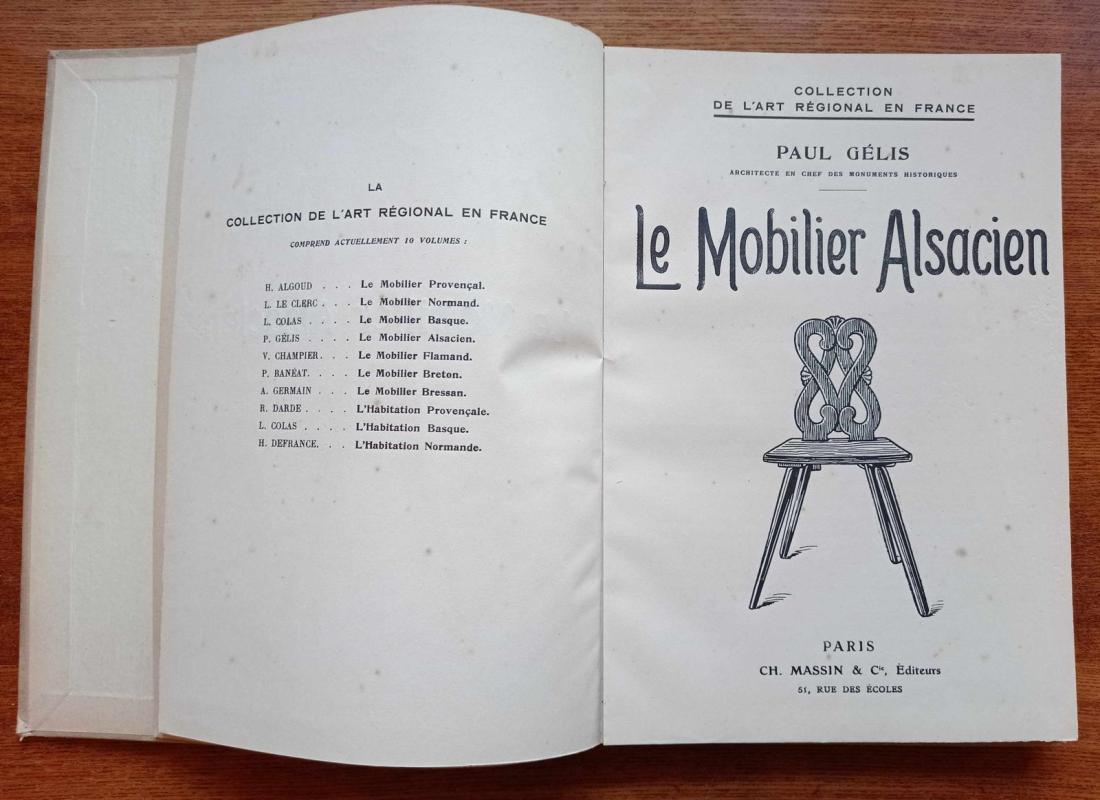 LA
COLLECTION DE L'ART RÉGIONAL EN FRANCE
COMPREND ACTUELLEMENT 10 VOLUMES :
H. ALGOUD . . . Le Mobilier Provençal.
L. LE CLERC . . . Le Mobilier Normand.
L. COLAS . . . . Le Mobilier Basque.
P. GÉLIS . . . . Le Mobilier Alsacien.
V. CHAMPIER. . . Le Mobilier Flamand.
P. BANÉAT. . . . Le Mobilier Breton.
A. GERMAIN . . . Le Mobilier Bressan.
R. DARDE . . . . L'Habitation Provençale.
L. COLAS . . . . L'Habitation Basque.
H. DEFRANCE. . . L'Habitation Normande.
COLLECTION
DE L'ART RÉGIONAL EN FRANCE
PAUL GÉLIS
ARCHITECTE EN CHEF DES MONUMENTS HISTORIQUES
Le Mobilier Alsacien
PARIS
CH. MASSIN & Cie, Éditeurs
51, RUE DES ÉCOLES